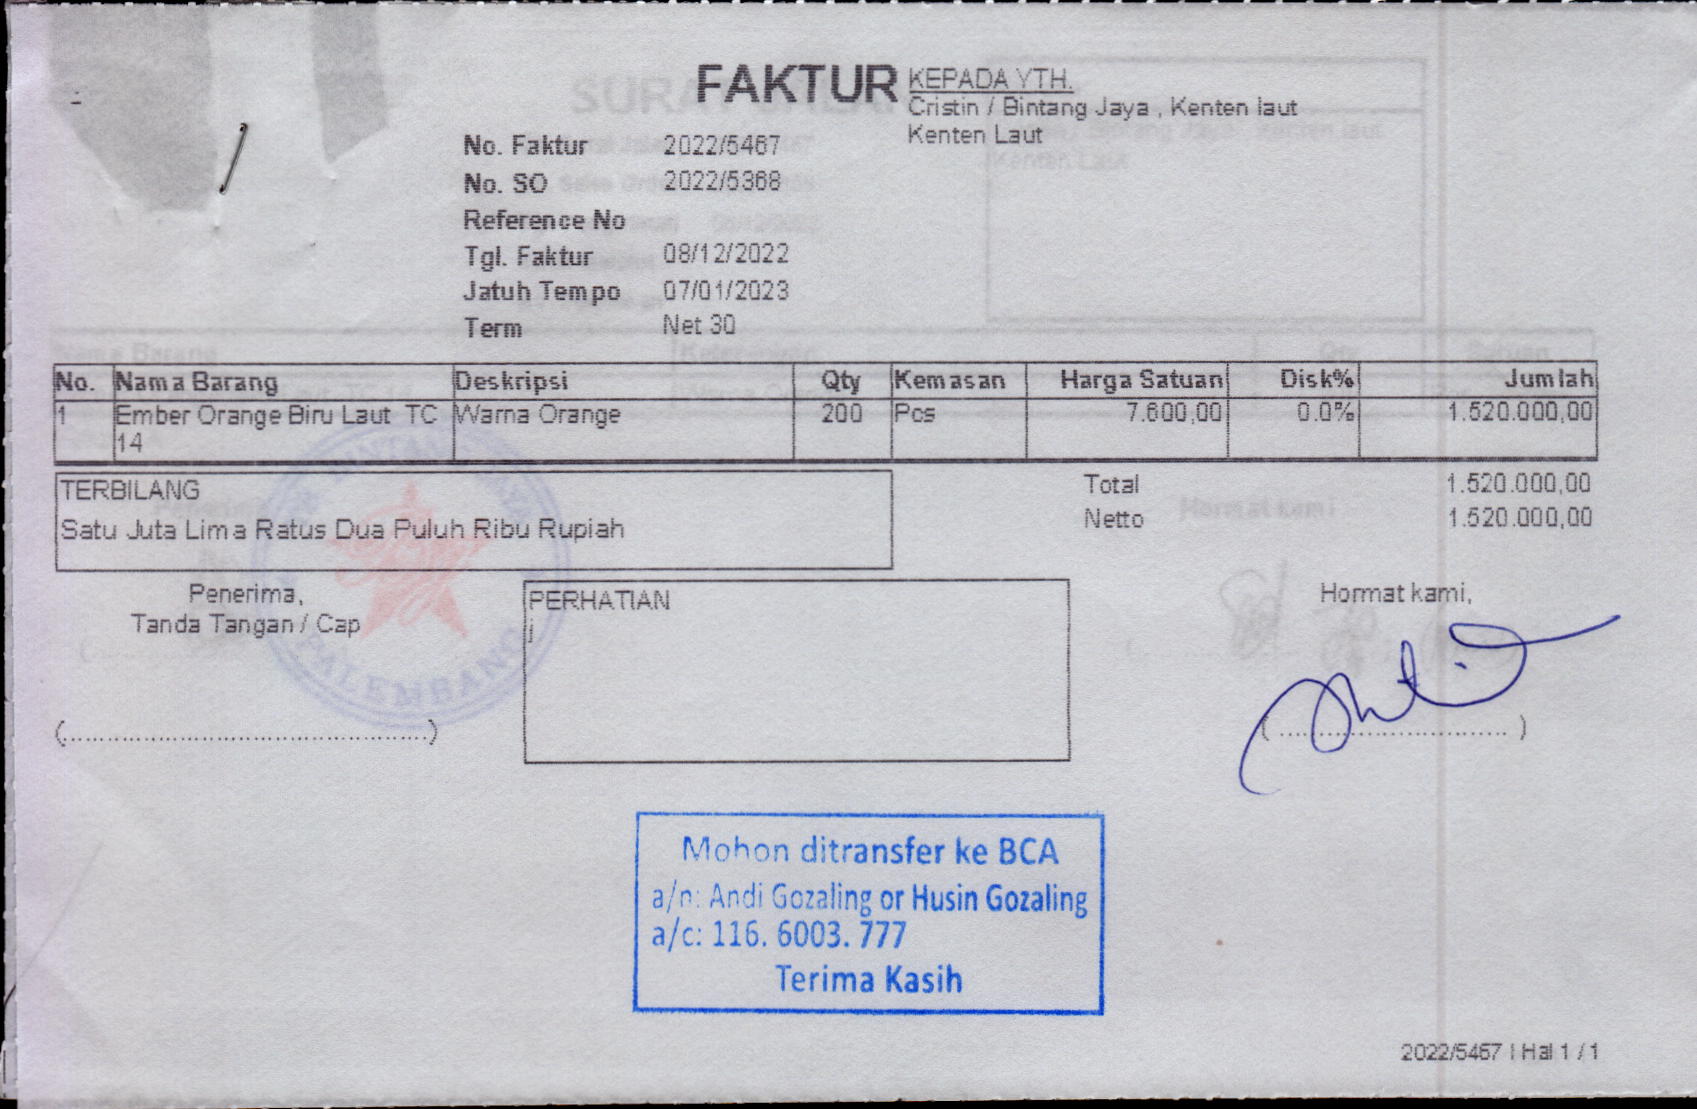 FAKTUR
KEPADA YTH.
Cristin / Bintang Jaya , Kenten laut
Kenten Laut
No. Faktur 2022/5467
No. SO 2022/5368
Reference No
Tgl. Faktur 08/12/2022
Jatuh Tempo 07/01/2023
Term Net 30
No. Nama Barang Deskripsi Qty Kemasan Harga Satuan Disk% Jumlah
1 Ember Orange Biru Laut TC Warna Orange 200 Pcs 7.600,00 0.0% 1.520.000,00
14
TERBILANG
Satu Juta Lima Ratus Dua Puluh Ribu Rupiah
Total 1.520.000,00
Netto 1.520.000,00
Penerima,
Tanda Tangan / Cap
PALEMBANG
(..................................................)
PERHATIAN
j
Hormat kami,
(................................)
Mohon ditransfer ke BCA
a/n: Andi Gozaling or Husin Gozaling
a/c: 116. 6003. 777
Terima Kasih
2022/5467 | Hal 1 / 1